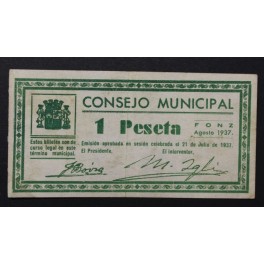 CONSEJO MUNICIPAL
1 Peseta
FONZ
Agosto 1937.
Estos billetes son de
curso legal en este
término municipal.
Emisión aprobada en sesión celebrada el 21 de Julio de 1937.
El Presidente,
El interventor,